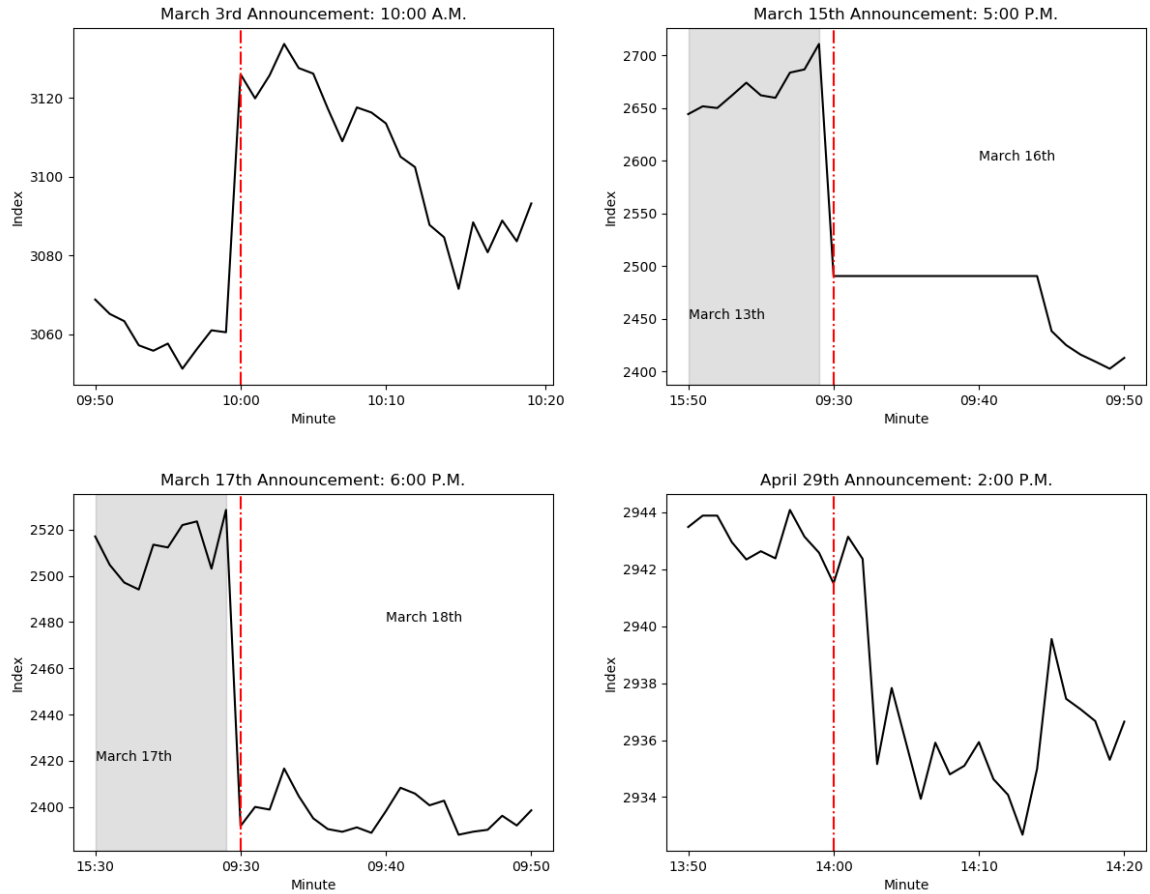 March 3rd Announcement: 10:00 A.M.
3120
3100
3080
3060
Index
09:50
10:00
10:10
10:20
Minute
March 15th Announcement: 5:00 P.M.
2700
2650
2600
2550
2500
2450
2400
Index
March 16th
March 13th
15:50
09:30
09:40
09:50
Minute
March 17th Announcement: 6:00 P.M.
2520
2500
2480
2460
2440
2420
2400
Index
March 18th
March 17th
15:30
09:30
09:40
09:50
Minute
April 29th Announcement: 2:00 P.M.
2944
2942
2940
2938
2936
2934
Index
13:50
14:00
14:10
14:20
Minute